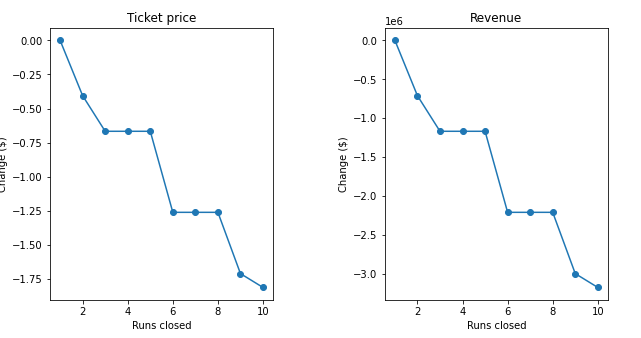 Ticket price
0.00
−0.25
−0.50
−0.75
−1.00
−1.25
−1.50
−1.75
Change ($)
2 4 6 8 10
Runs closed
Revenue
1e6
0.0
−0.5
−1.0
−1.5
−2.0
−2.5
−3.0
Change ($)
2 4 6 8 10
Runs closed